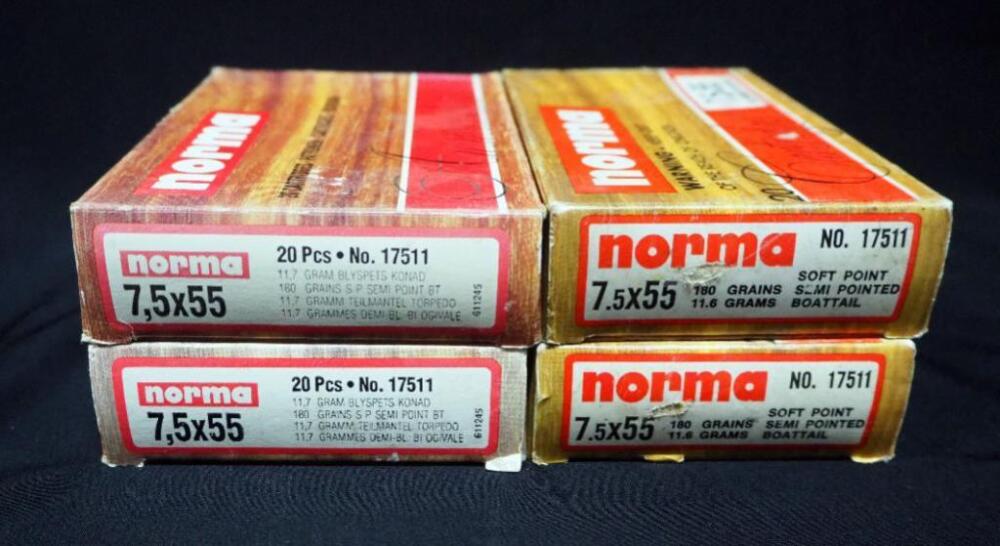 norma
norma
WARNING
norma
20 Pcs • No. 17511
7,5x55
11,7 GRAM BLYSPETS KONAD
180 GRAINS S P SEMI POINT BT
11,7 GRAMM TEILMANTEL TORPEDO
11,7 GRAMMES DEMI-BL. BI OGIVALE
611245
norma
NO. 17511
7.5x55
180 GRAINS
11.6 GRAMS
SOFT POINT
SEMI POINTED
BOATTAIL
norma
20 Pcs • No. 17511
7,5x55
11,7 GRAM BLYSPETS KONAD
180 GRAINS S P SEMI POINT BT
11,7 GRAMM TEILMANTEL TORPEDO
11,7 GRAMMES DEMI-BL. BI OGIVALE
611245
norma
NO. 17511
7.5x55
180 GRAINS
11.6 GRAMS
SOFT POINT
SEMI POINTED
BOATTAIL